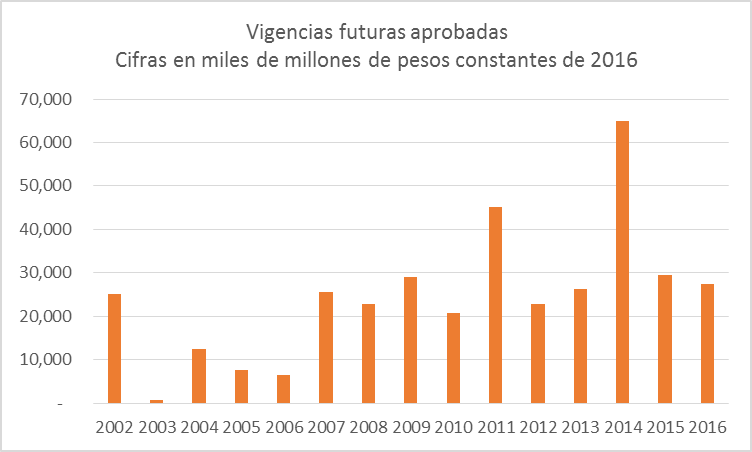 Vigencias futuras aprobadas
Cifras en miles de millones de pesos constantes de 2016
70,000
60,000
50,000
40,000
30,000
20,000
10,000
-
2002 2003 2004 2005 2006 2007 2008 2009 2010 2011 2012 2013 2014 2015 2016